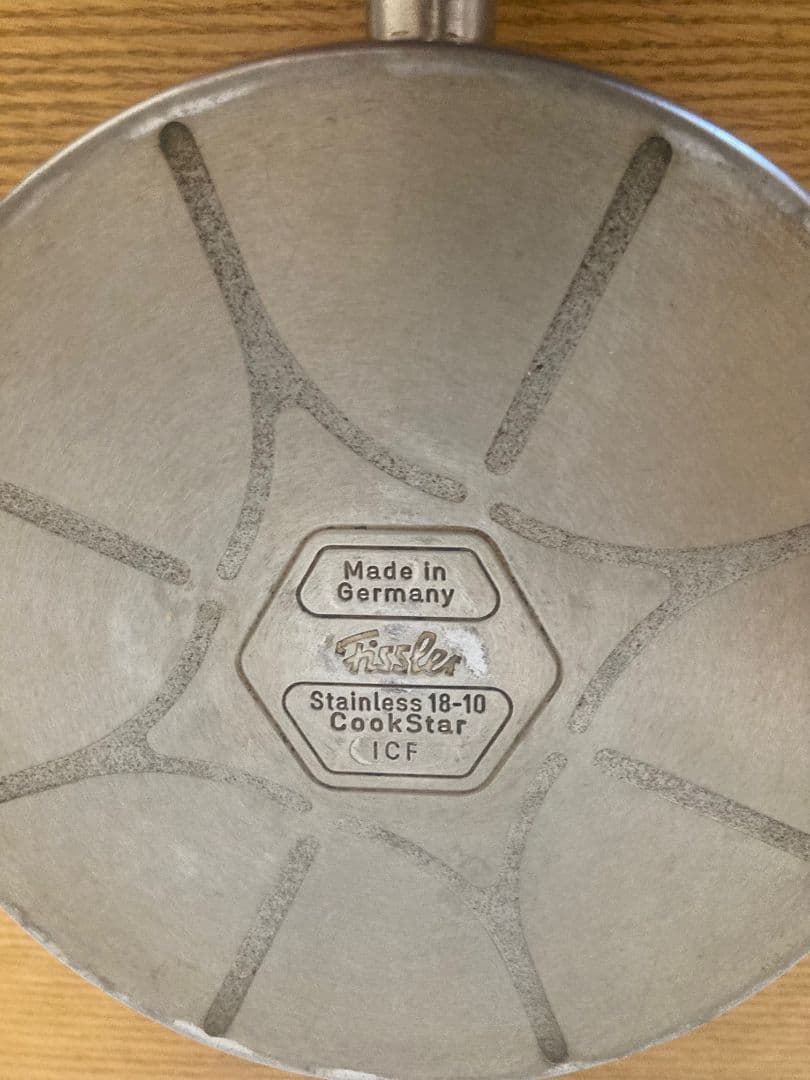 Made in
Germany
Fissler
Stainless 18-10
CookStar
ICF